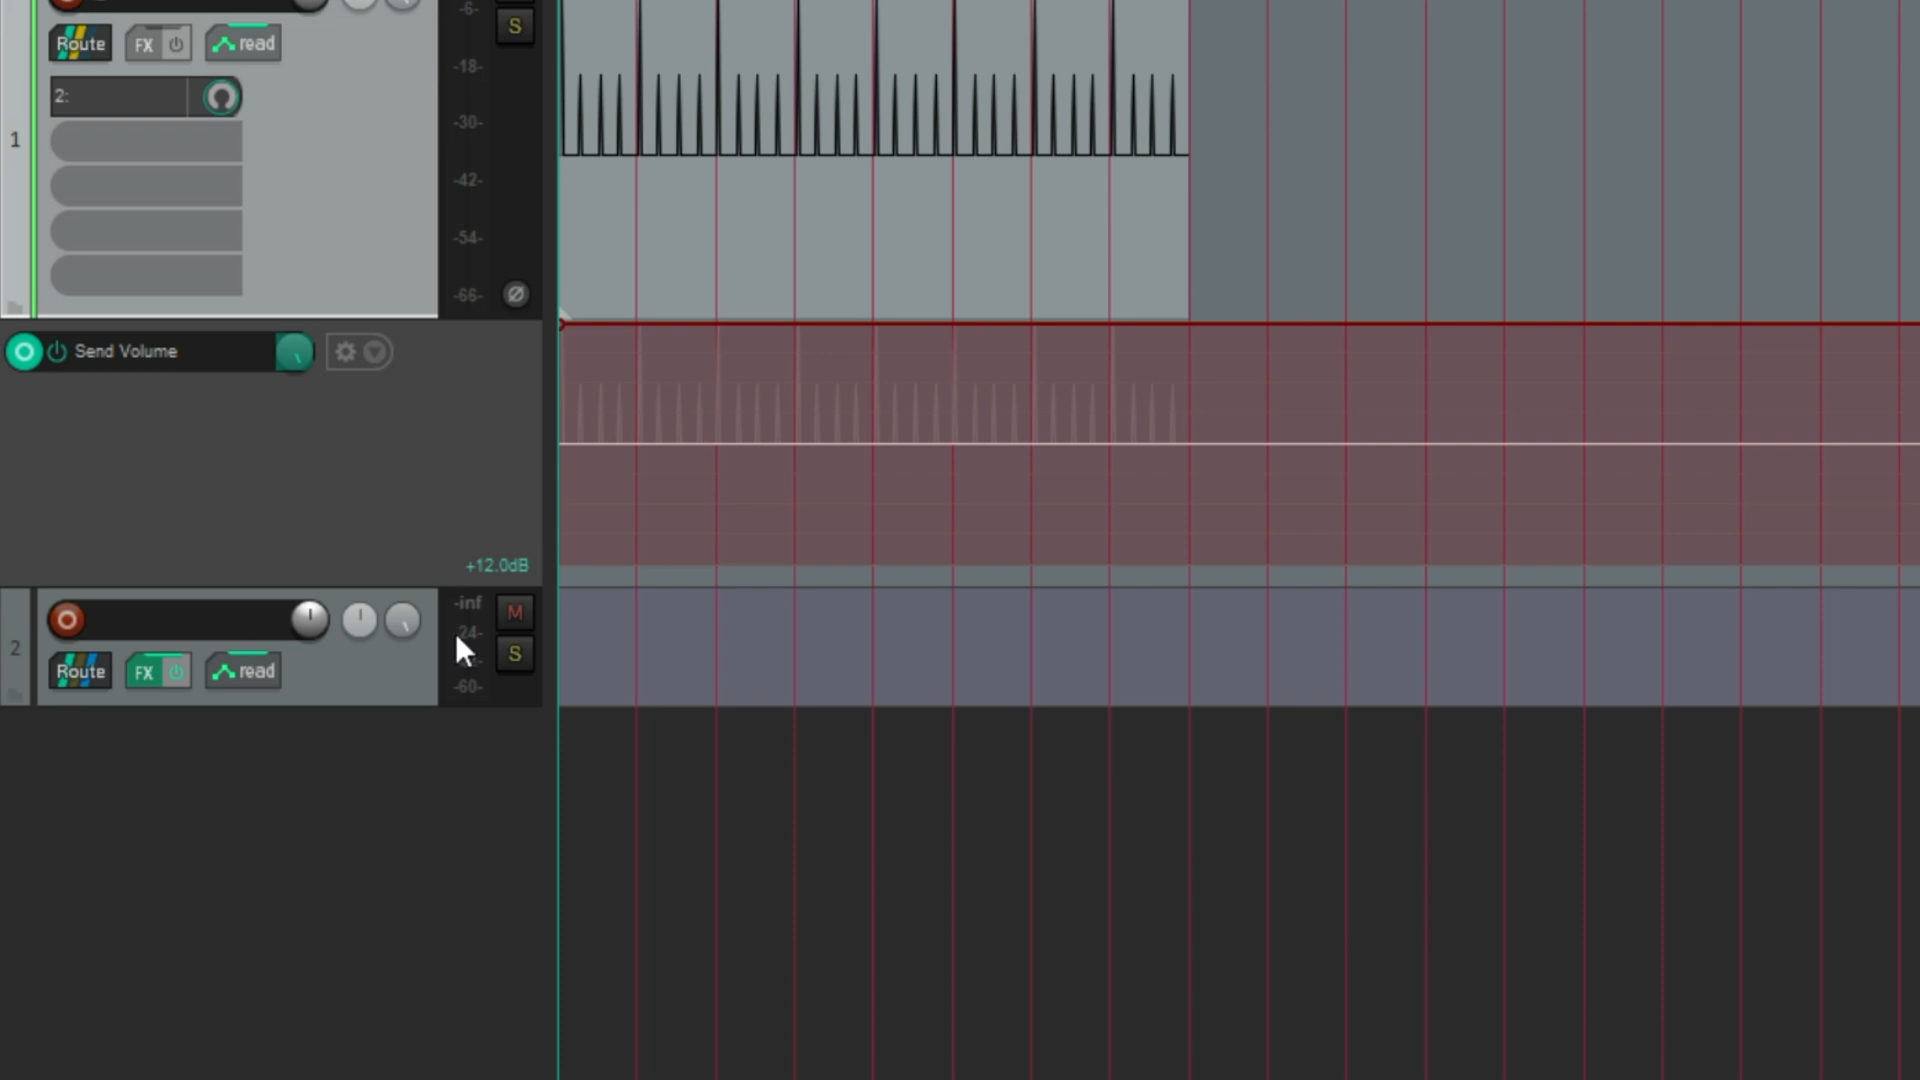 -6-
S
Route FX read
-18-
2:
-30-
1
-42-
-54-
-66-
Send Volume
+12.0dB
-inf M
24-
2 S
Route FX read
-60-